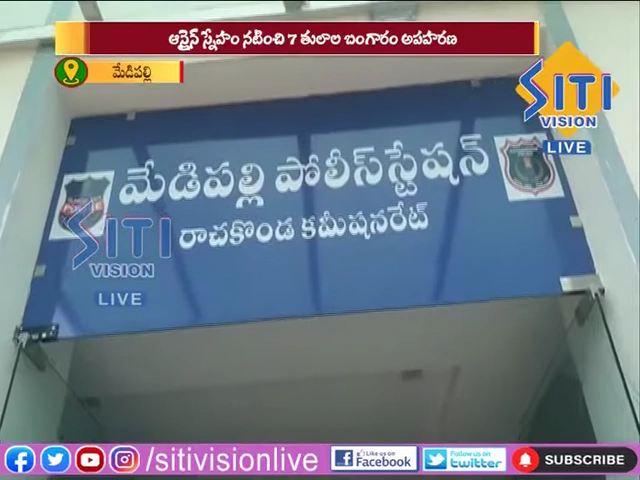 ఆన్లైన్ స్నేహం నటించి 7 తులాల బంగారం అపహరణ
మేడిపల్లి
SITI
VISION
LIVE
మేడిపల్లి పోలీస్‌స్టేషన్
రాచకొండ కమీషనరేట్
SITI
VISION
LIVE
/sitivisionlive
Like us on
Facebook
Follow us on
twitter
SUBSCRIBE